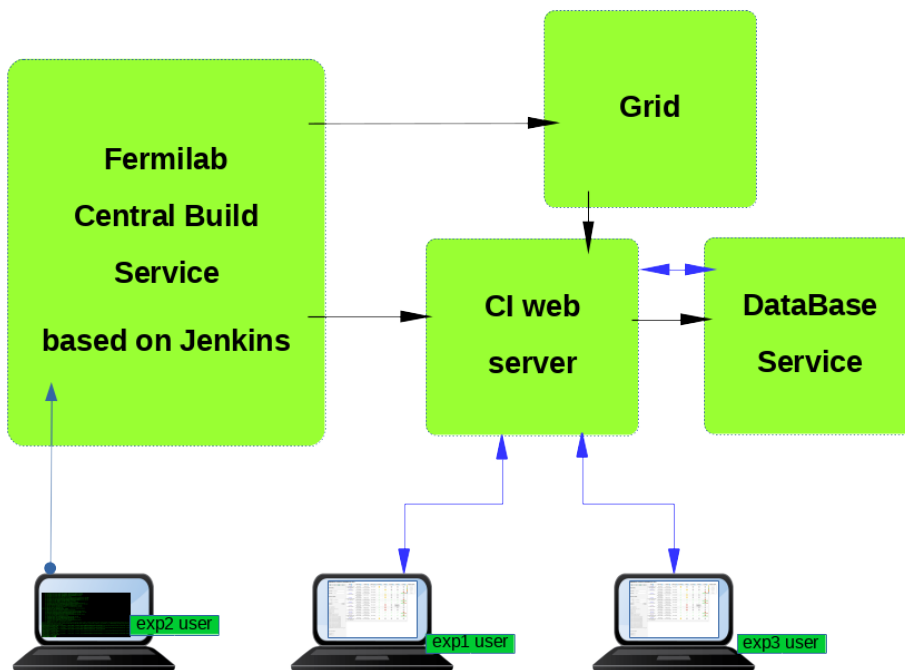 Grid
Fermilab
Central Build
Service
based on Jenkins
CI web
server
DataBase
Service
exp2 user
exp1 user
exp3 user